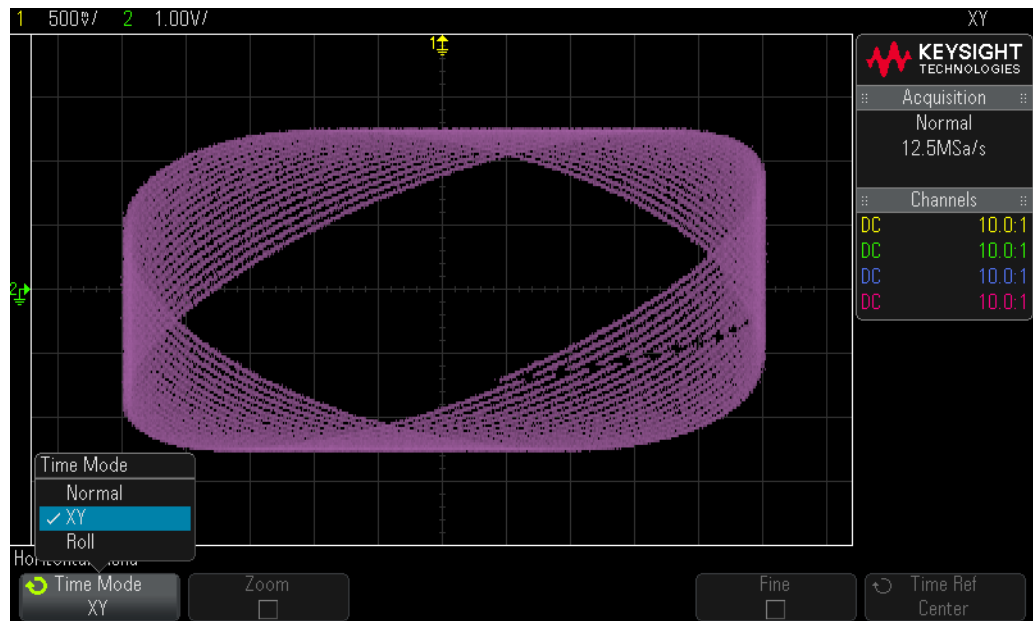 1 500mV/ 2 1.00V/ XY
1
KEYSIGHT
TECHNOLOGIES
Acquisition
Normal
12.5MSa/s
Channels
DC 10.0:1
DC 10.0:1
DC 10.0:1
DC 10.0:1
2
Time Mode
Normal
XY
Roll
Time Mode
XY
Zoom
Fine
Time Ref
Center